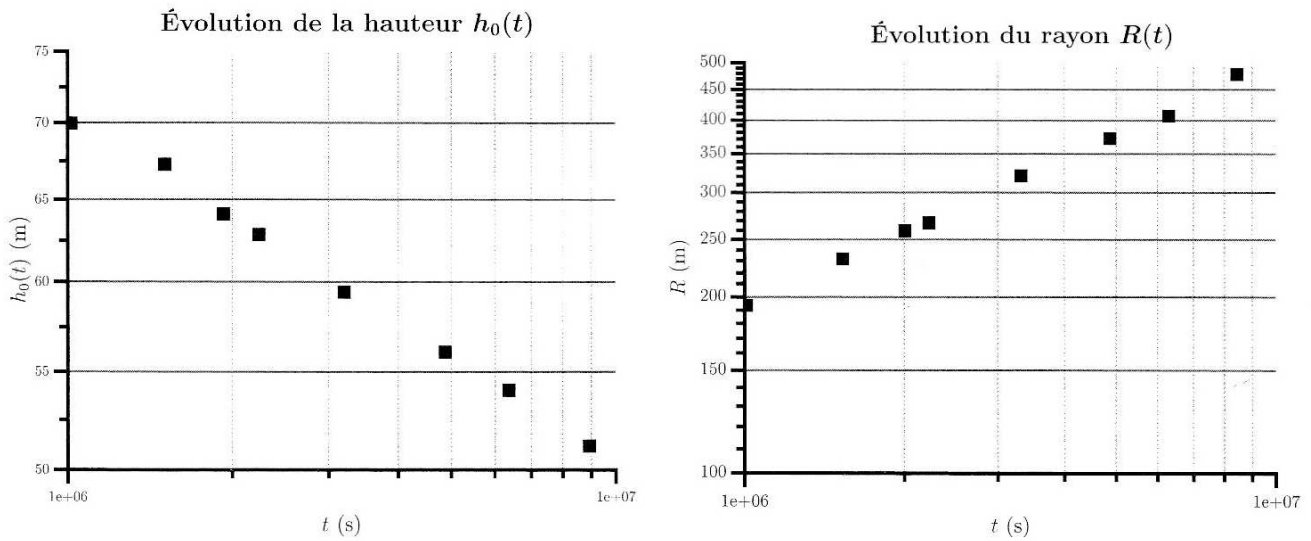 Évolution de la hauteur h₀(t)
75
70
65
60
55
50
h₀(t) (m)
1e+06
1e+07
t (s)
Évolution du rayon R(t)
500
450
400
350
300
250
200
150
100
R (m)
1e+06
1e+07
t (s)